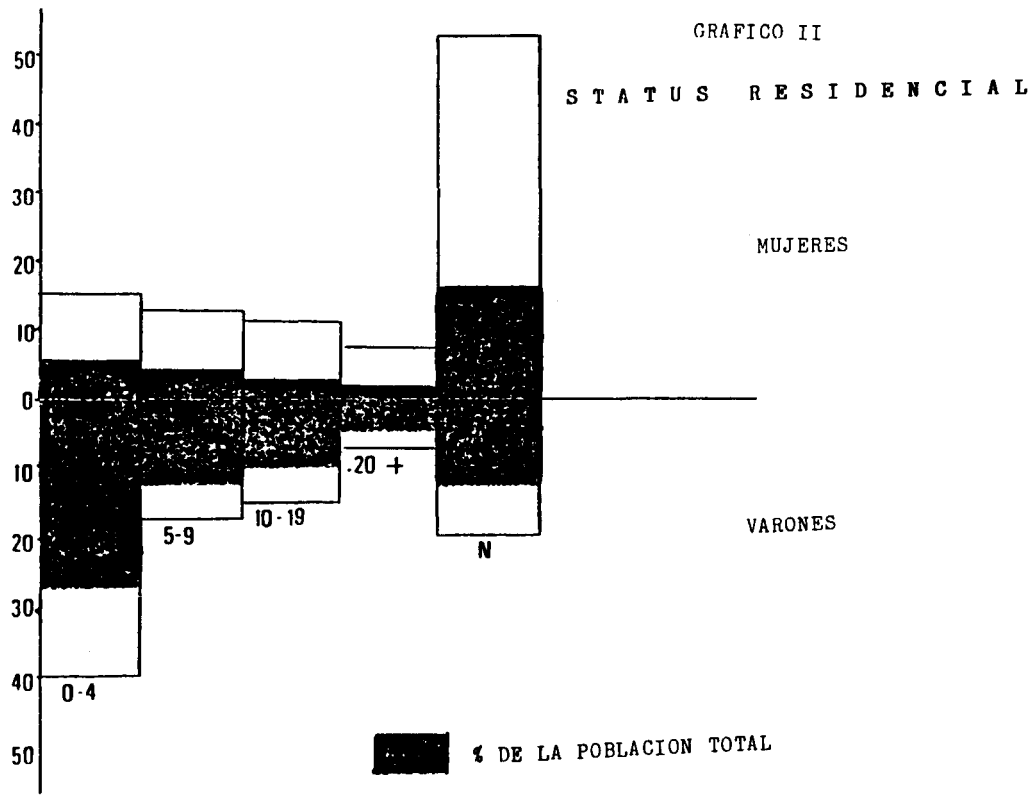 GRAFICO II
STATUS RESIDENCIAL
50
40
30
20
10
0
10
20
30
40
50
MUJERES
VARONES
0-4
5-9
10-19
.20 +
N
% DE LA POBLACION TOTAL